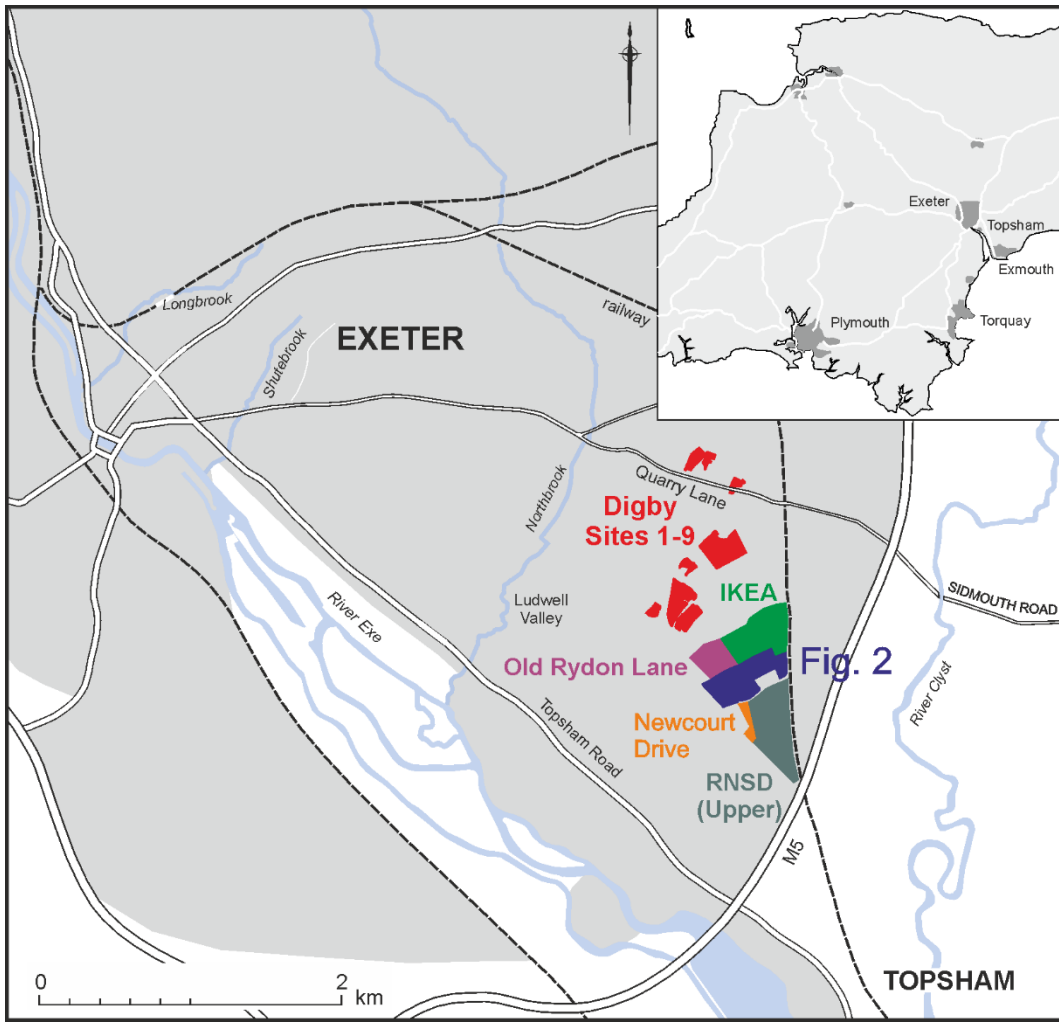 Exeter
Topsham
Exmouth
Plymouth
Torquay
Longbrook
railway
EXETER
Shutebrook
Quarry Lane
Northbrook
Digby
Sites 1-9
IKEA
SIDMOUTH ROAD
River Exe
Ludwell
Valley
Old Rydon Lane
Fig. 2
River Clyst
Newcourt
Drive
Topsham Road
RNSD
(Upper)
M5
0
2
km
TOPSHAM